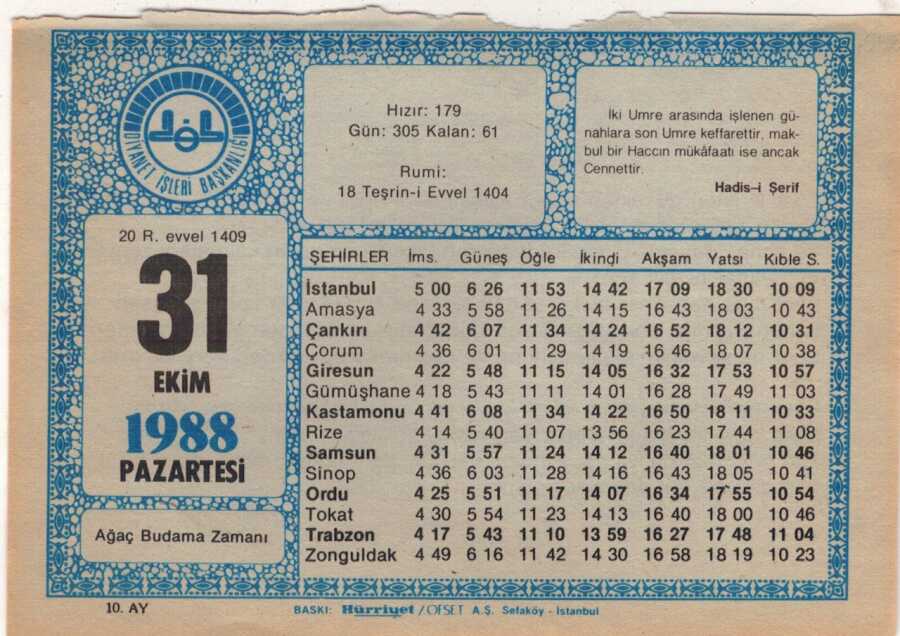 DİYANET İŞLERİ BAŞKANLIĞI
Hızır: 179
Gün: 305 Kalan: 61
Rumi:
18 Teşrin-i Evvel 1404
İki Umre arasında işlenen gü-
nahlara son Umre keffarettir, mak-
bul bir Haccın mükâfaatı ise ancak
Cennettir.
Hadis-i Şerif
20 R. evvel 1409
31
EKİM
1988
PAZARTESİ
Ağaç Budama Zamanı
ŞEHİRLER İms. Güneş Öğle İkindi Akşam Yatsı Kıble S.
İstanbul 5 00 6 26 11 53 14 42 17 09 18 30 10 09
Amasya 4 33 5 58 11 26 14 15 16 43 18 03 10 43
Çankırı 4 42 6 07 11 34 14 24 16 52 18 12 10 31
Çorum 4 36 6 01 11 29 14 19 16 46 18 07 10 38
Giresun 4 22 5 48 11 15 14 05 16 32 17 53 10 57
Gümüşhane 4 18 5 43 11 11 14 01 16 28 17 49 11 03
Kastamonu 4 41 6 08 11 34 14 22 16 50 18 11 10 33
Rize 4 14 5 40 11 07 13 56 16 23 17 44 11 08
Samsun 4 31 5 57 11 24 14 12 16 40 18 01 10 46
Sinop 4 36 6 03 11 28 14 16 16 43 18 05 10 41
Ordu 4 25 5 51 11 17 14 07 16 34 17 55 10 54
Tokat 4 30 5 54 11 23 14 13 16 40 18 00 10 46
Trabzon 4 17 5 43 11 10 13 59 16 27 17 48 11 04
Zonguldak 4 49 6 16 11 42 14 30 16 58 18 19 10 23
10. AY
BASKI: Hürriyet / OFSET A.Ş. Sefaköy - İstanbul